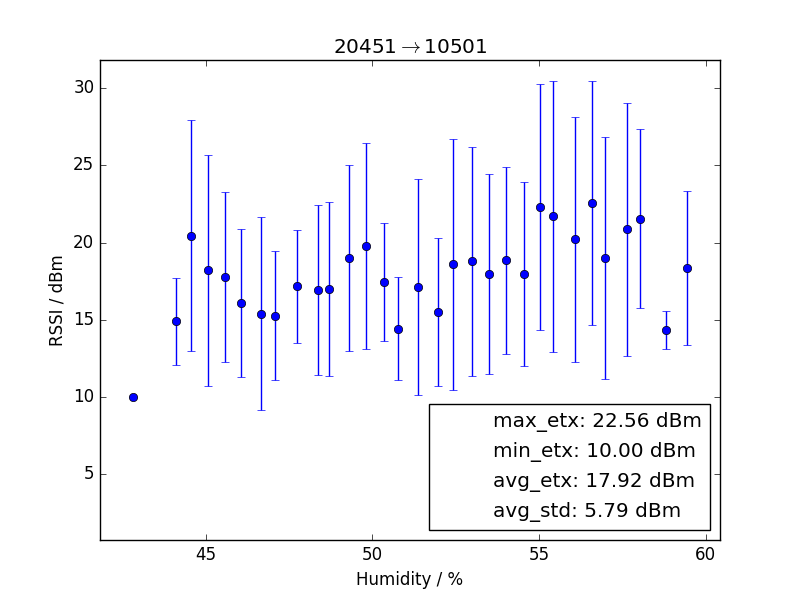 20451→10501
30
25
20
15
10
5
RSSI / dBm
max_etx: 22.56 dBm
min_etx: 10.00 dBm
avg_etx: 17.92 dBm
avg_std: 5.79 dBm
45
50
55
60
Humidity / %